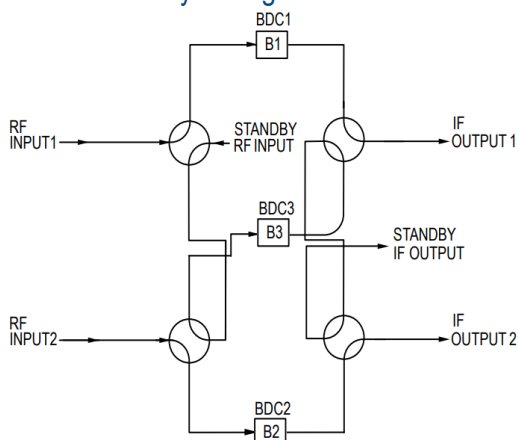 BDC1
B1
RF
INPUT1
STANDBY
RF INPUT
IF
OUTPUT 1
BDC3
B3
STANDBY
IF OUTPUT
RF
INPUT2
IF
OUTPUT 2
BDC2
B2